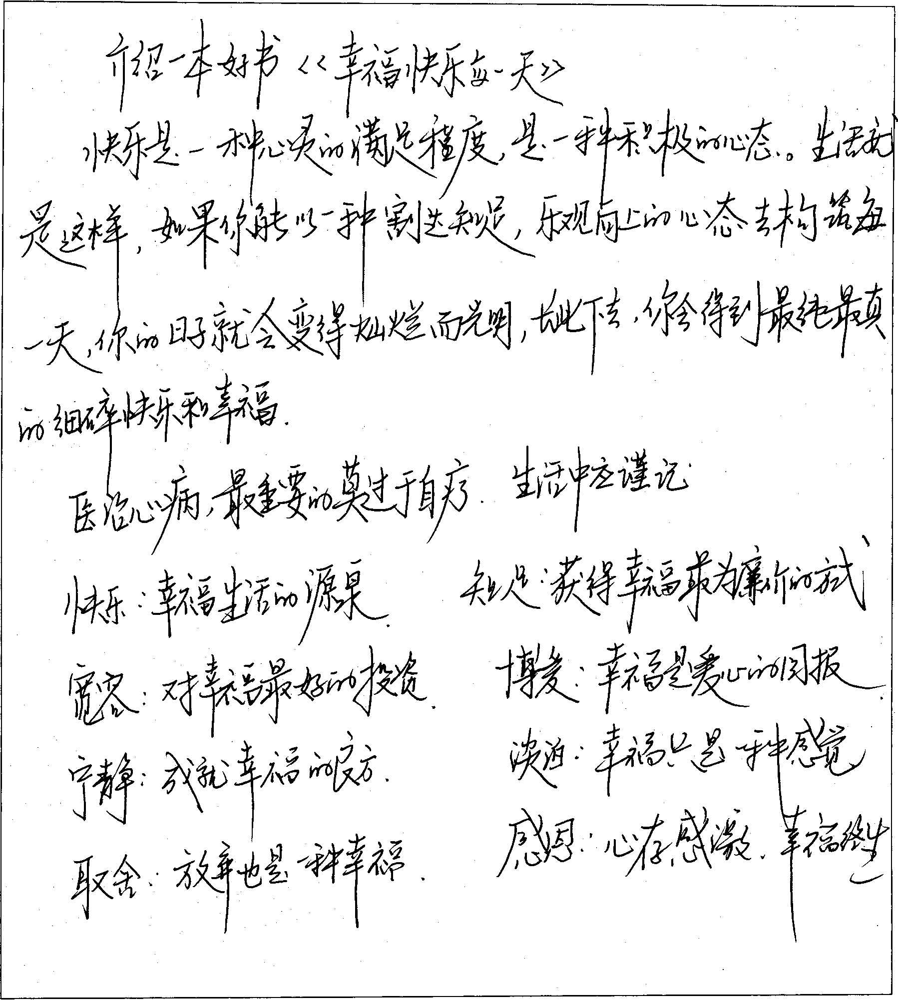 介绍一本好书《幸福快乐每一天》
快乐是一种心灵的满足程度，是一种积极的心态。生活就
是这样，如果你能以一种割达知足，乐观向上的心态去构筑每
一天，你的日子就会变得灿烂而光明，长此下去，你会得到最纯最真
的细碎快乐和幸福.
医治心病，最重要的莫过于自疗. 生活中应谨记
快乐：幸福生活的源泉. 知足：获得幸福最为廉价的方式
宽容：对幸福最好的投资. 博爱：幸福是爱心的回报.
宁静：成就幸福的良方. 淡泊：幸福只是一种感觉
取舍：放弃也是一种幸福. 感恩：心存感激.幸福终生